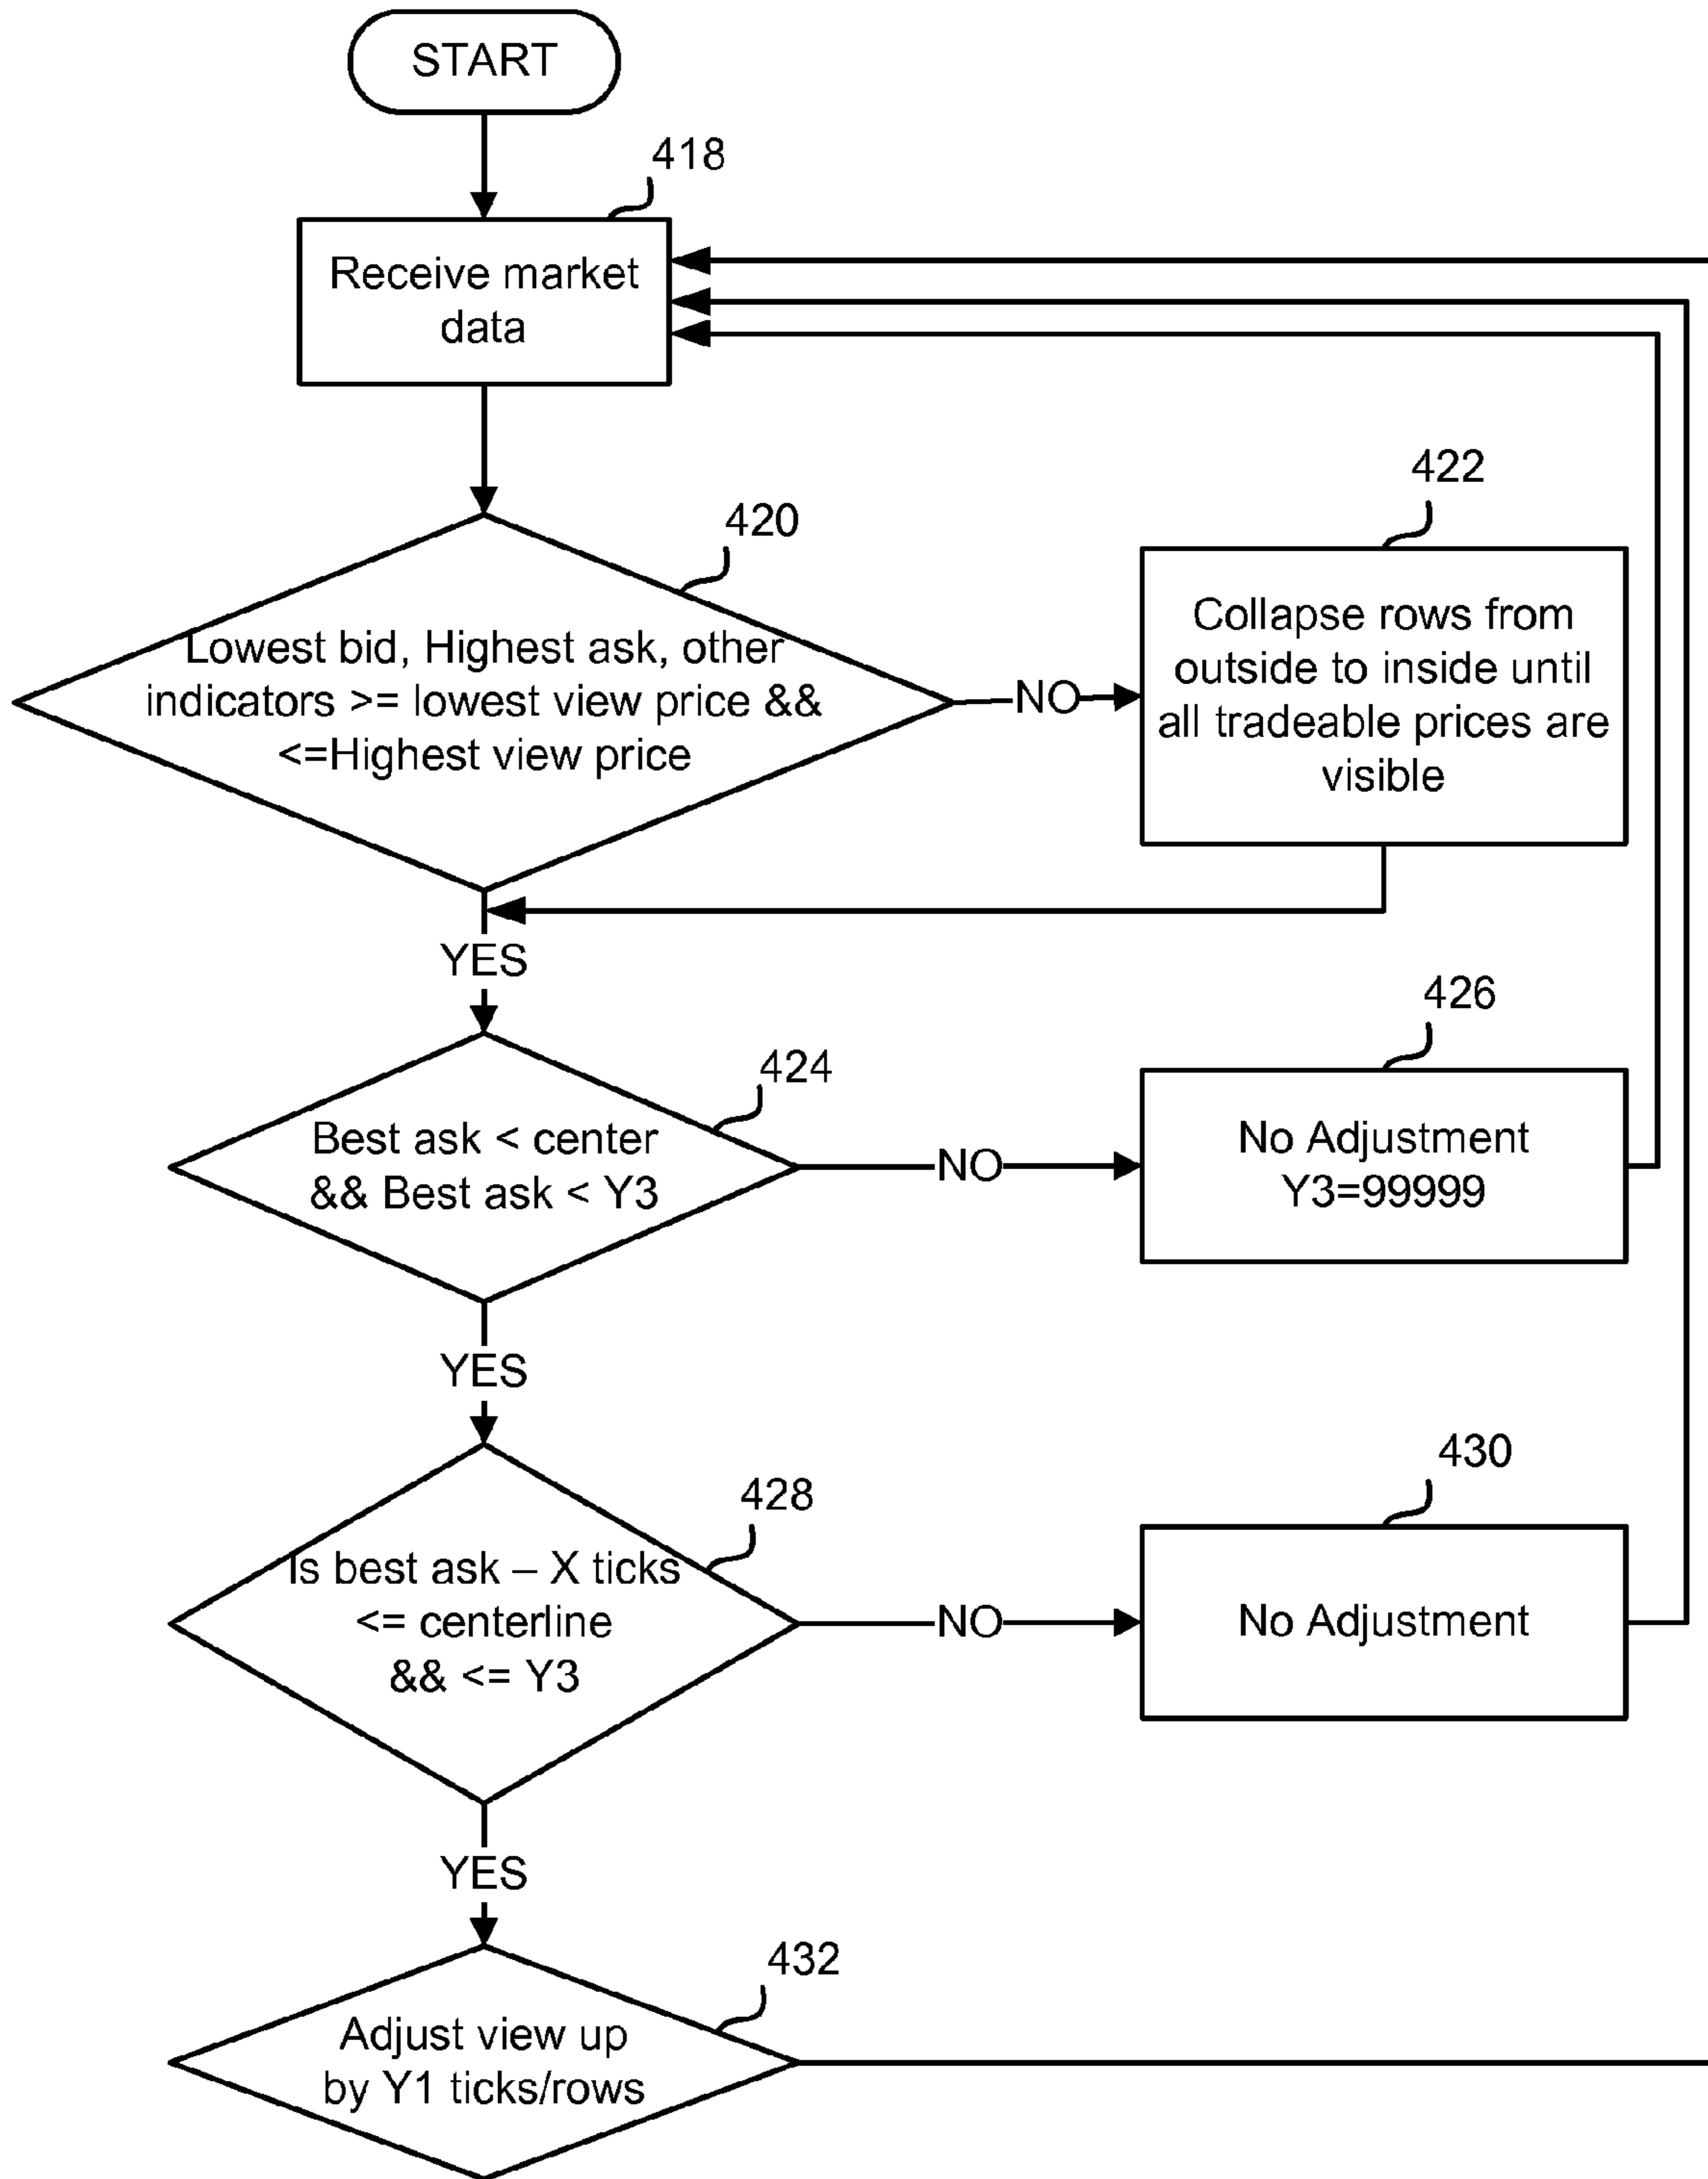 START
418
Receive market
data
420
Lowest bid, Highest ask, other
indicators >= lowest view price &&
<=Highest view price
NO
422
Collapse rows from
outside to inside until
all tradeable prices are
visible
YES
424
Best ask < center
&& Best ask < Y3
NO
426
No Adjustment
Y3=99999
YES
428
Is best ask – X ticks
<= centerline
&& <= Y3
NO
430
No Adjustment
YES
432
Adjust view up
by Y1 ticks/rows